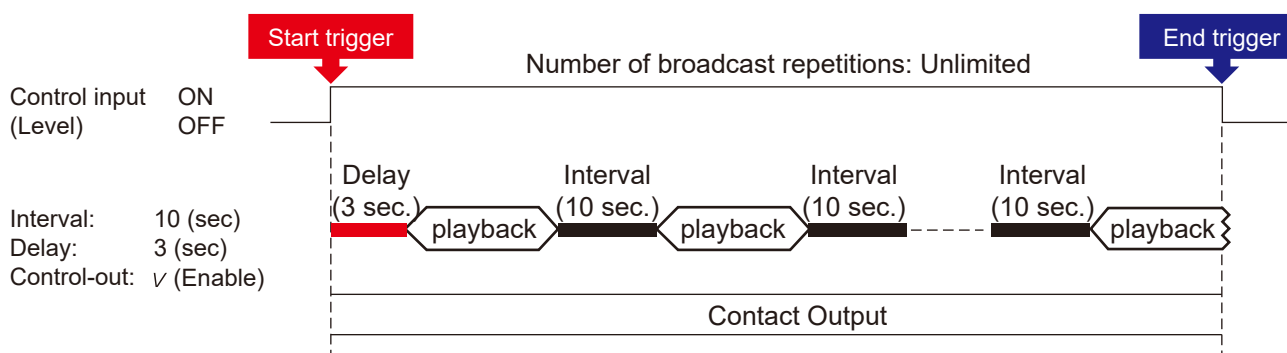 Start trigger
End trigger
Number of broadcast repetitions: Unlimited
Control input ON
(Level) OFF
Delay
(3 sec.)
Interval
(10 sec.)
Interval
(10 sec.)
Interval
(10 sec.)
playback
playback
playback
Interval: 10 (sec)
Delay: 3 (sec)
Control-out: ✓ (Enable)
Contact Output